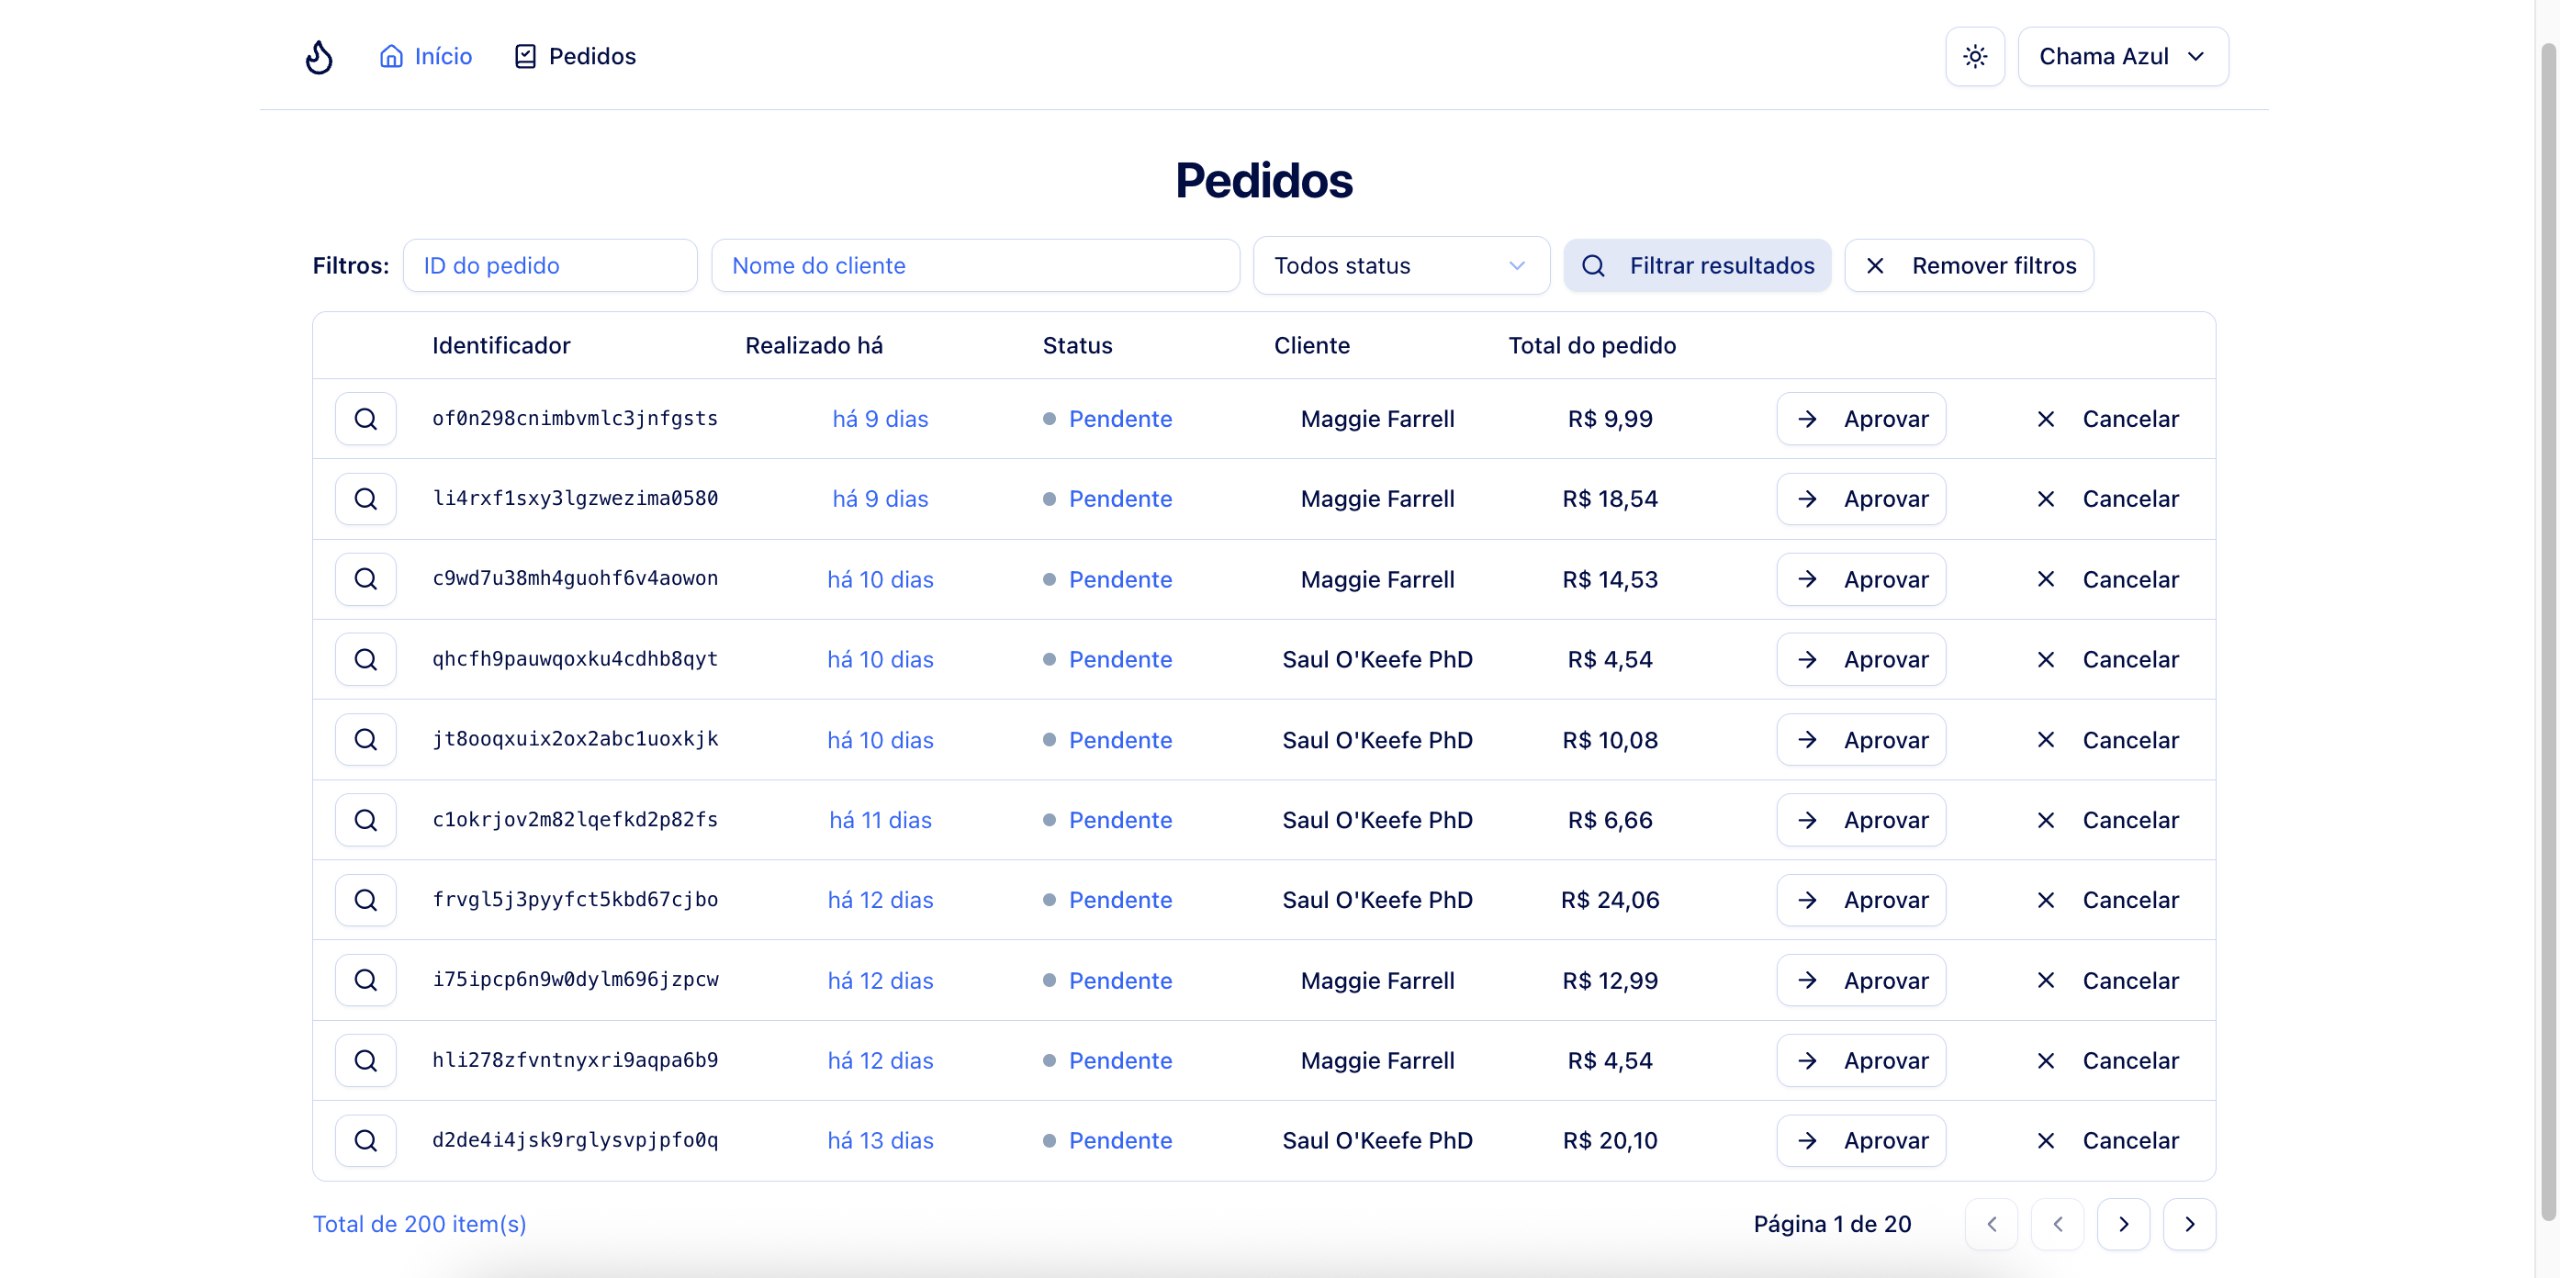 Início Pedidos Chama Azul
Pedidos
Filtros: ID do pedido Nome do cliente Todos status Filtrar resultados Remover filtros
Identificador Realizado há Status Cliente Total do pedido
of0n298cnimbvmlc3jnfgsts há 9 dias Pendente Maggie Farrell R$ 9,99 Aprovar Cancelar
li4rxf1sxy3lgzwezima0580 há 9 dias Pendente Maggie Farrell R$ 18,54 Aprovar Cancelar
c9wd7u38mh4guohf6v4aowon há 10 dias Pendente Maggie Farrell R$ 14,53 Aprovar Cancelar
qhcfh9pauwqoxku4cdhb8qyt há 10 dias Pendente Saul O'Keefe PhD R$ 4,54 Aprovar Cancelar
jt8ooqxuix2ox2abc1uoxkjk há 10 dias Pendente Saul O'Keefe PhD R$ 10,08 Aprovar Cancelar
c1okrjov2m82lqefkd2p82fs há 11 dias Pendente Saul O'Keefe PhD R$ 6,66 Aprovar Cancelar
frvgl5j3pyyfct5kbd67cjbo há 12 dias Pendente Saul O'Keefe PhD R$ 24,06 Aprovar Cancelar
i75ipcp6n9w0dylm696jzpcw há 12 dias Pendente Maggie Farrell R$ 12,99 Aprovar Cancelar
hli278zfvntnyxri9aqpa6b9 há 12 dias Pendente Maggie Farrell R$ 4,54 Aprovar Cancelar
d2de4i4jsk9rglysvpjpfo0q há 13 dias Pendente Saul O'Keefe PhD R$ 20,10 Aprovar Cancelar
Total de 200 item(s) Página 1 de 20